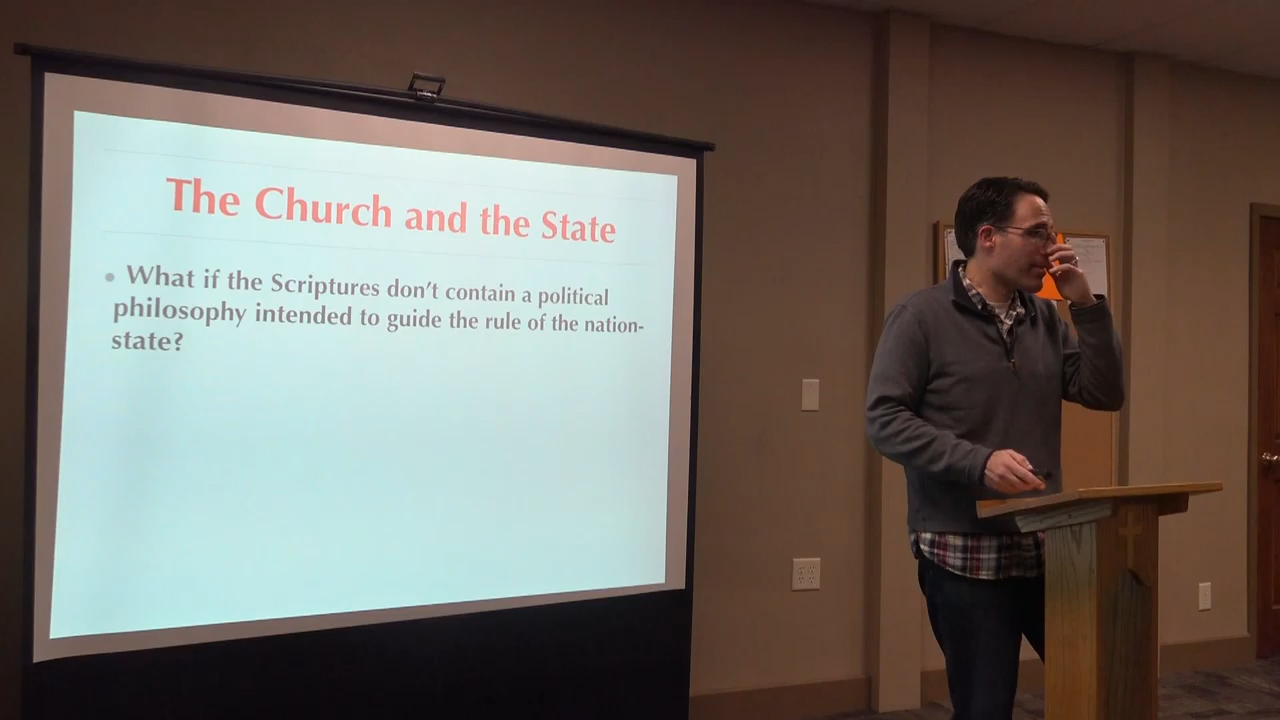 The Church and the State
• What if the Scriptures don't contain a political
philosophy intended to guide the rule of the nation-
state?